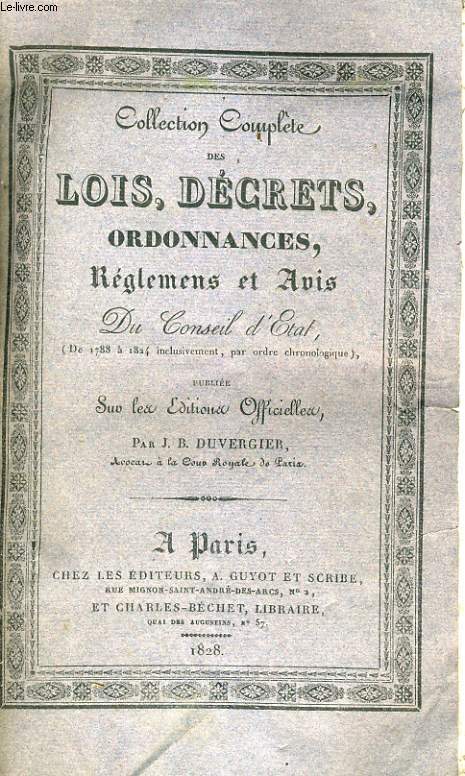 Le-livre.com
Collection Complète
DES
LOIS, DÉCRETS,
ORDONNANCES,
Réglemens et Avis
Du Conseil d'Etat,
(De 1788 à 1824 inclusivement, par ordre chronologique),
PUBLIÉE
Sur les Editions Officielles,
PAR J. B. DUVERGIER,
Avocat à la Cour Royale de Paris.
A Paris,
CHEZ LES ÉDITEURS, A. GUYOT ET SCRIBE,
RUE MIGNON-SAINT-ANDRÉ-DES-ARCS, N° 2,
ET CHARLES-BÉCHET, LIBRAIRE,
QUAI DES AUGUSTINS, N° 57.
1828.